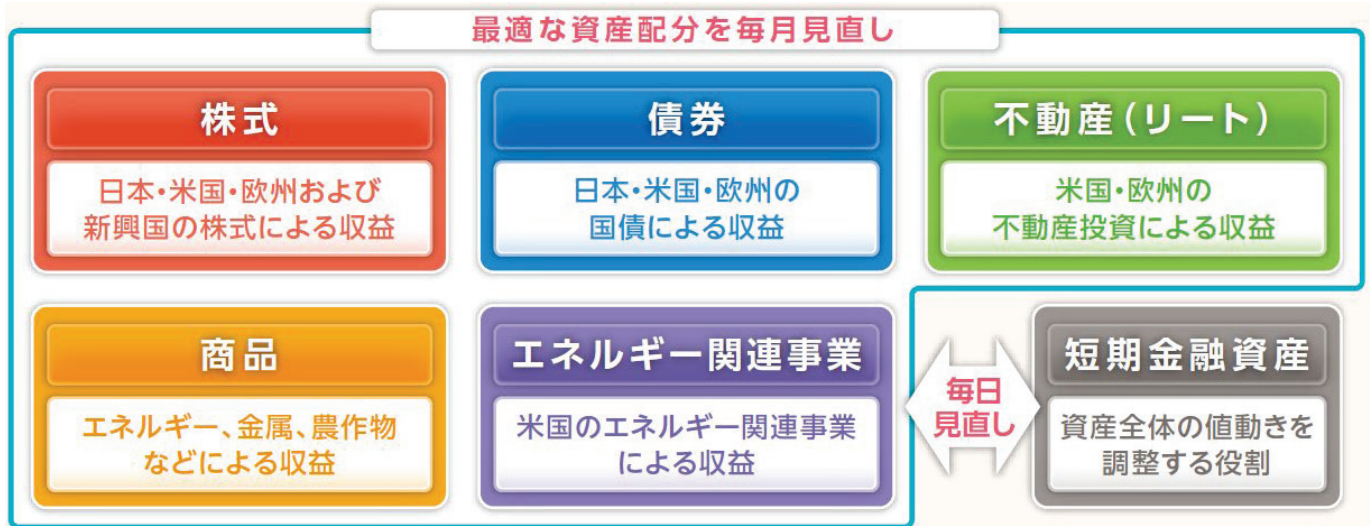 最適な資産配分を毎月見直し
株式
日本・米国・欧州および
新興国の株式による収益
債券
日本・米国・欧州の
国債による収益
不動産(リート)
米国・欧州の
不動産投資による収益
商品
エネルギー、金属、農作物
などによる収益
エネルギー関連事業
米国のエネルギー関連事業
による収益
毎日
見直し
短期金融資産
資産全体の値動きを
調整する役割